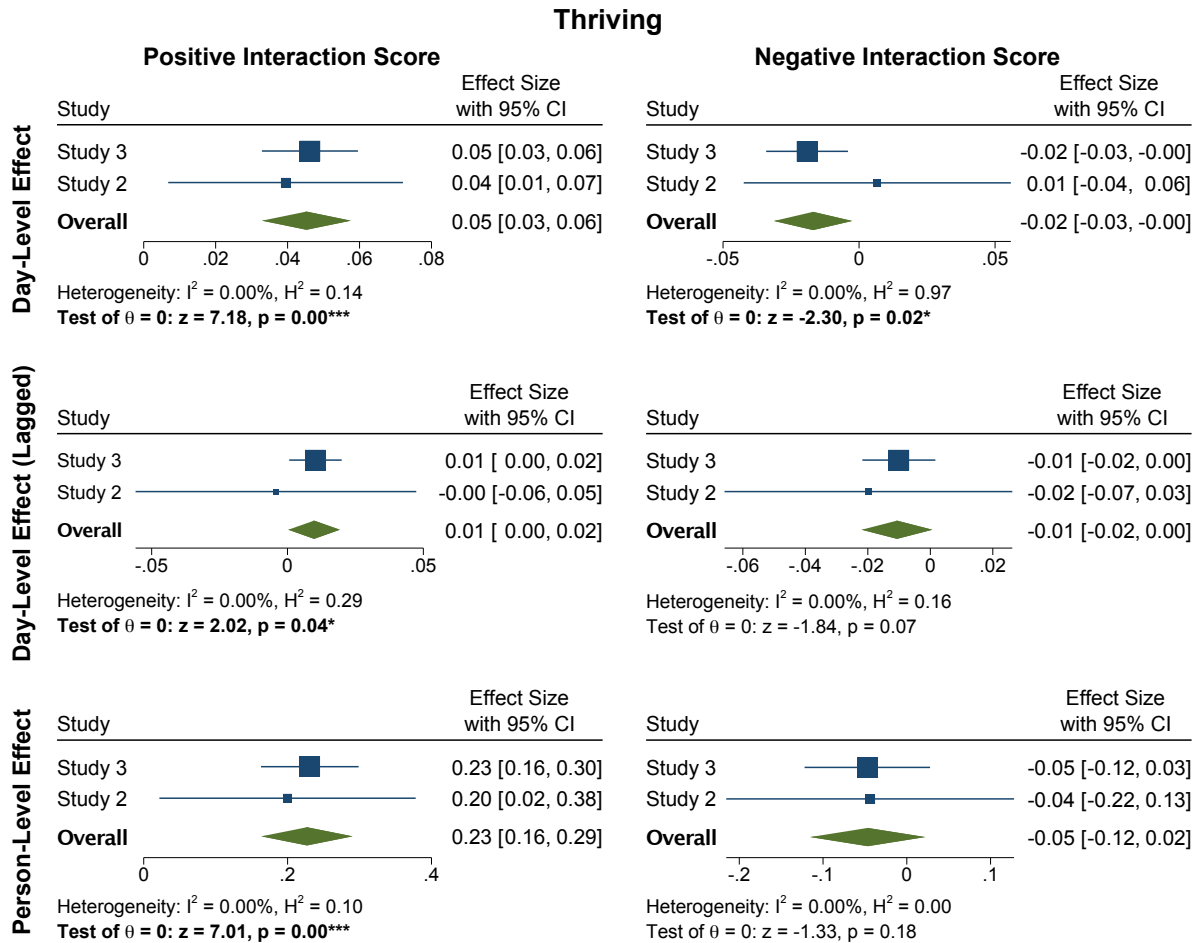 Thriving
Positive Interaction Score
Day-Level Effect
Study
Effect Size
with 95% CI
Study 3 0.05 [0.03, 0.06]
Study 2 0.04 [0.01, 0.07]
Overall 0.05 [0.03, 0.06]
0 .02 .04 .06 .08
Heterogeneity: I² = 0.00%, H² = 0.14
Test of θ = 0: z = 7.18, p = 0.00***
Negative Interaction Score
Study
Effect Size
with 95% CI
Study 3 -0.02 [-0.03, -0.00]
Study 2 0.01 [-0.04, 0.06]
Overall -0.02 [-0.03, -0.00]
-.05 0 .05
Heterogeneity: I² = 0.00%, H² = 0.97
Test of θ = 0: z = -2.30, p = 0.02*
Day-Level Effect (Lagged)
Study
Effect Size
with 95% CI
Study 3 0.01 [ 0.00, 0.02]
Study 2 -0.00 [-0.06, 0.05]
Overall 0.01 [ 0.00, 0.02]
-.05 0 .05
Heterogeneity: I² = 0.00%, H² = 0.29
Test of θ = 0: z = 2.02, p = 0.04*
Study
Effect Size
with 95% CI
Study 3 -0.01 [-0.02, 0.00]
Study 2 -0.02 [-0.07, 0.03]
Overall -0.01 [-0.02, 0.00]
-.06 -.04 -.02 0 .02
Heterogeneity: I² = 0.00%, H² = 0.16
Test of θ = 0: z = -1.84, p = 0.07
Person-Level Effect
Study
Effect Size
with 95% CI
Study 3 0.23 [0.16, 0.30]
Study 2 0.20 [0.02, 0.38]
Overall 0.23 [0.16, 0.29]
0 .2 .4
Heterogeneity: I² = 0.00%, H² = 0.10
Test of θ = 0: z = 7.01, p = 0.00***
Study
Effect Size
with 95% CI
Study 3 -0.05 [-0.12, 0.03]
Study 2 -0.04 [-0.22, 0.13]
Overall -0.05 [-0.12, 0.02]
-.2 -.1 0 .1
Heterogeneity: I² = 0.00%, H² = 0.00
Test of θ = 0: z = -1.33, p = 0.18